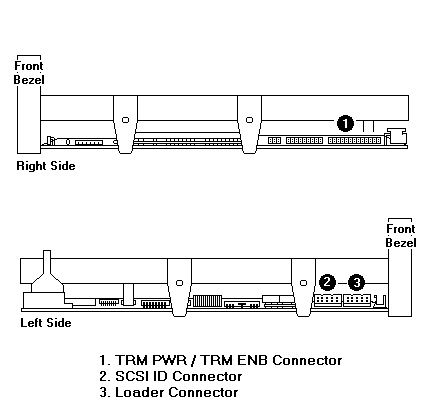 Front
Bezel
1
Right Side
Front
Bezel
2 3
Left Side
1. TRM PWR / TRM ENB Connector
2. SCSI ID Connector
3. Loader Connector